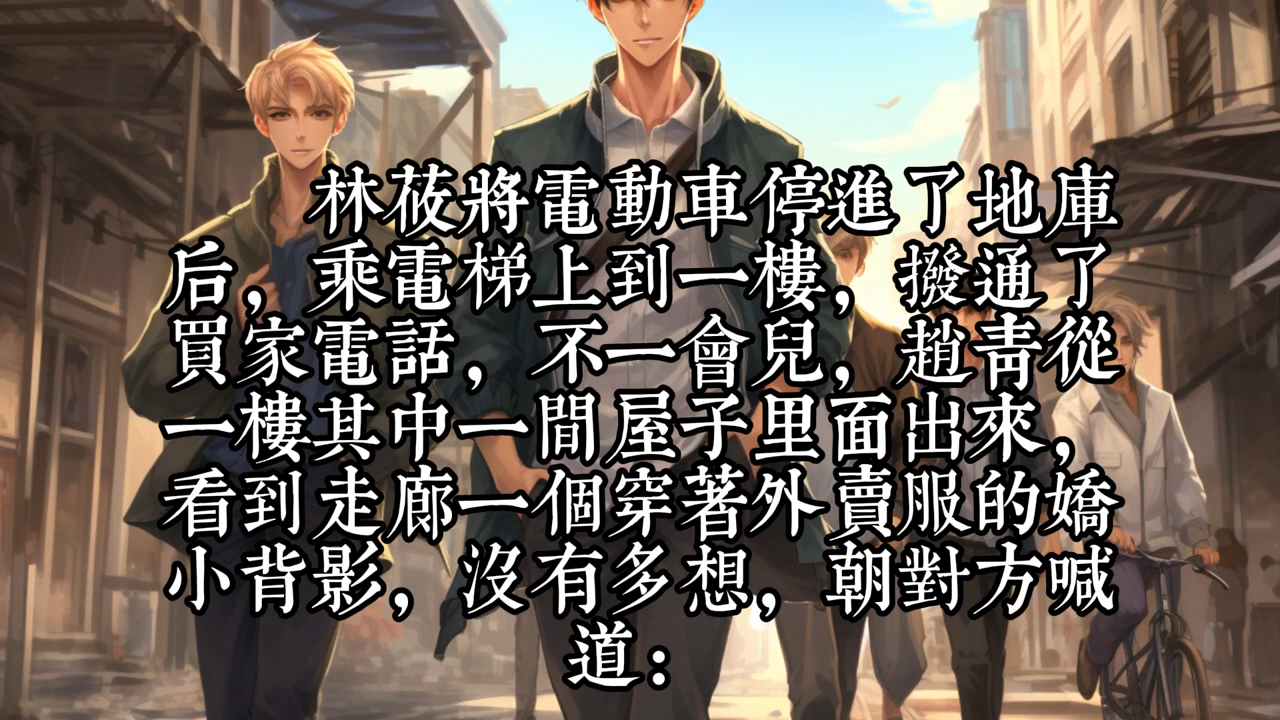 林莜將電動車停進了地庫
后，乘電梯上到一樓，撥通了
買家電話，不一會兒，趙靑從
一樓其中一間屋子里面出來，
看到走廊一個穿著外賣服的嬌
小背影，沒有多想，朝對方喊
道：